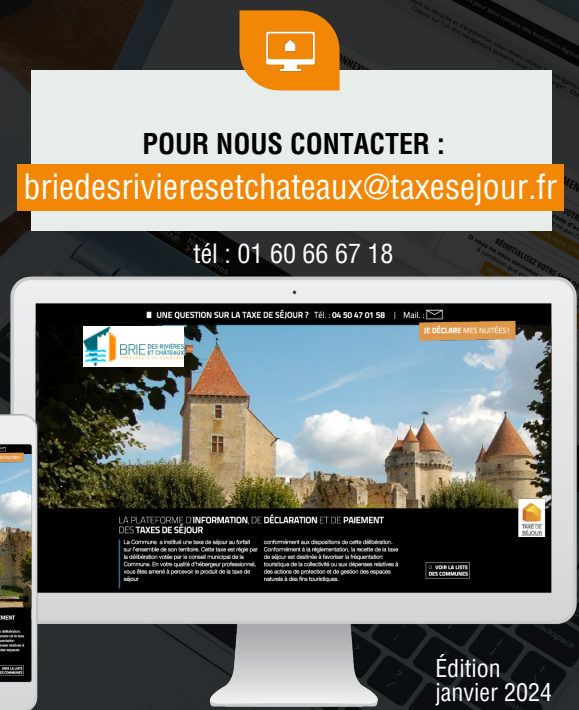 POUR NOUS CONTACTER :
briedesrivieresetchateaux@taxesejour.fr
tél : 01 60 66 67 18
UNE QUESTION SUR LA TAXE DE SÉJOUR ? Tél. : 04 50 47 01 58 | Mail. :
JE DÉCLARE MES NUITÉES !
BRIE DES RIVIÈRES
ET CHÂTEAUX
COMMUNAUTÉ DE COMMUNES
LA PLATEFORME D'INFORMATION, DE DÉCLARATION ET DE PAIEMENT
DES TAXES DE SÉJOUR
La Commune a institué une taxe de séjour au forfait
sur l'ensemble de son territoire. Cette taxe est régie par
la délibération votée par le conseil municipal de la
Commune. En votre qualité d'hébergeur professionnel,
vous êtes amené à percevoir le produit de la taxe de
séjour
conformément aux dispositions de cette délibération.
Conformément à la règlementation, la recette de la taxe
de séjour est destinée à favoriser la fréquentation
touristique de la collectivité ou aux dépenses relatives à
des actions de protection et de gestion des espaces
naturels à des fins touristiques.
TAXE DE
SÉJOUR
VOIR LA LISTE
DES COMMUNES
Édition
janvier 2024